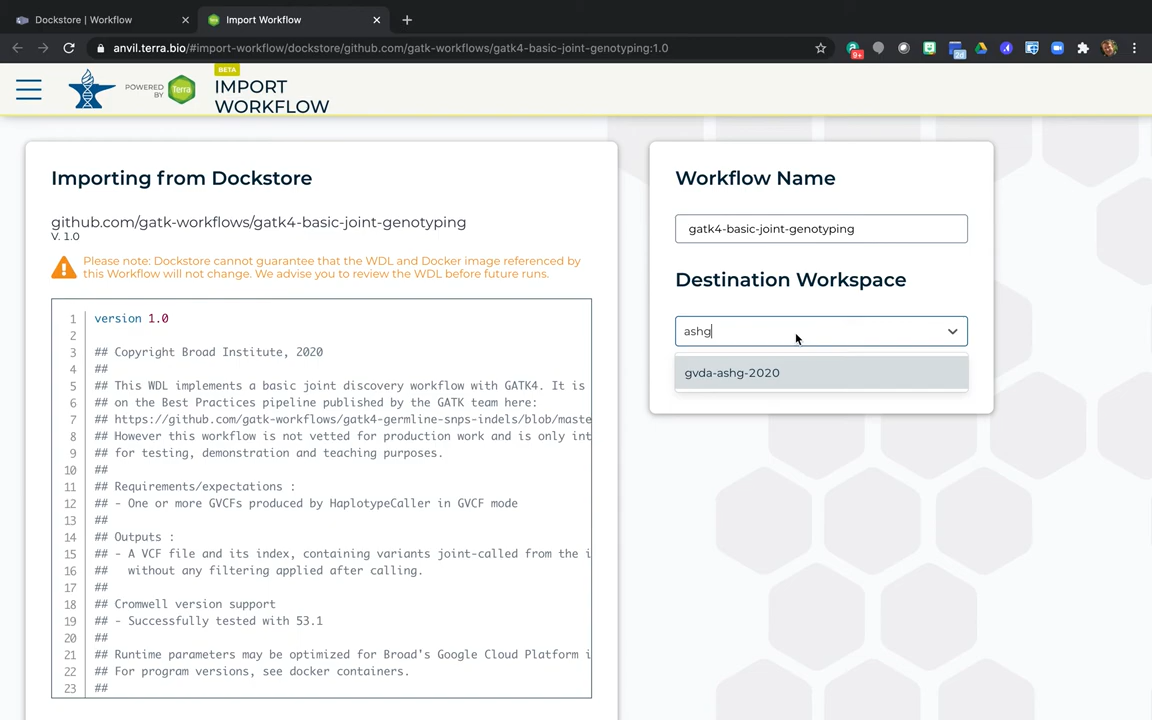 Dockstore | Workflow
Import Workflow
anvil.terra.bio/#import-workflow/dockstore/github.com/gatk-workflows/gatk4-basic-joint-genotyping:1.0
9+
2d
POWERED
BY
Terra
BETA
IMPORT
WORKFLOW
Importing from Dockstore
github.com/gatk-workflows/gatk4-basic-joint-genotyping
V. 1.0
Please note: Dockstore cannot guarantee that the WDL and Docker image referenced by
this Workflow will not change. We advise you to review the WDL before future runs.
1 version 1.0
2
3 ## Copyright Broad Institute, 2020
4 ##
5 ## This WDL implements a basic joint discovery workflow with GATK4. It is
6 ## on the Best Practices pipeline published by the GATK team here:
7 ## https://github.com/gatk-workflows/gatk4-germline-snps-indels/blob/maste
8 ## However this workflow is not vetted for production work and is only int
9 ## for testing, demonstration and teaching purposes.
10 ##
11 ## Requirements/expectations :
12 ## - One or more GVCFs produced by HaplotypeCaller in GVCF mode
13 ##
14 ## Outputs :
15 ## - A VCF file and its index, containing variants joint-called from the i
16 ##   without any filtering applied after calling.
17 ##
18 ## Cromwell version support
19 ## - Successfully tested with 53.1
20 ##
21 ## Runtime parameters may be optimized for Broad's Google Cloud Platform i
22 ## For program versions, see docker containers.
23 ##
Workflow Name
gatk4-basic-joint-genotyping
Destination Workspace
ashg
gvda-ashg-2020